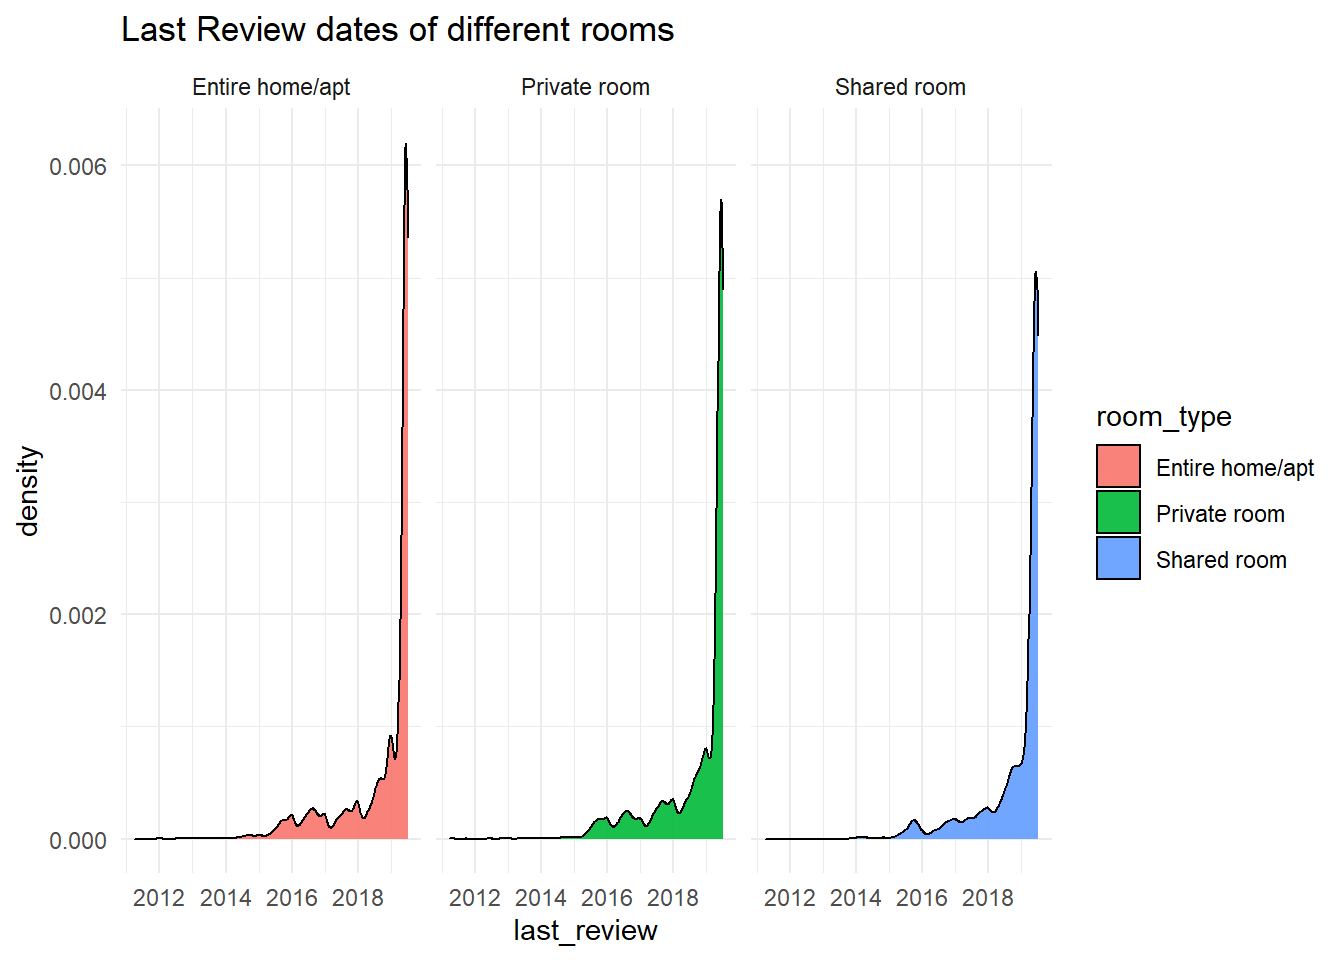 Last Review dates of different rooms
Entire home/apt
Private room
Shared room
0.006
0.004
0.002
0.000
density
2012 2014 2016 2018
2012 2014 2016 2018
2012 2014 2016 2018
last_review
room_type
Entire home/apt
Private room
Shared room